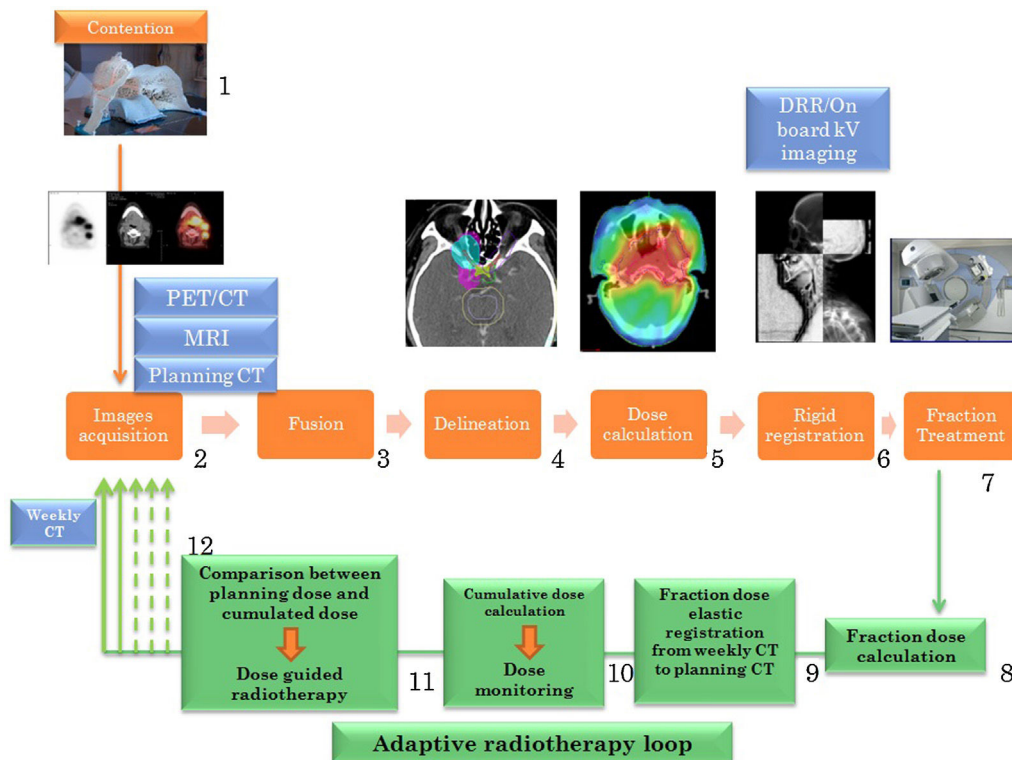 Contention
1
DRR/On
board kV
imaging
PET/CT
MRI
Planning CT
Images
acquisition
2
Fusion
3
Delineation
4
Dose
calculation
5
Rigid
registration
6
Fraction
Treatment
7
Weekly
CT
12
Comparison between
planning dose and
cumulated dose
Dose guided
radiotherapy
11
Cumulative dose
calculation
Dose
monitoring
10
Fraction dose
elastic
registration
from weekly CT
to planning CT
9
Fraction dose
calculation
8
Adaptive radiotherapy loop